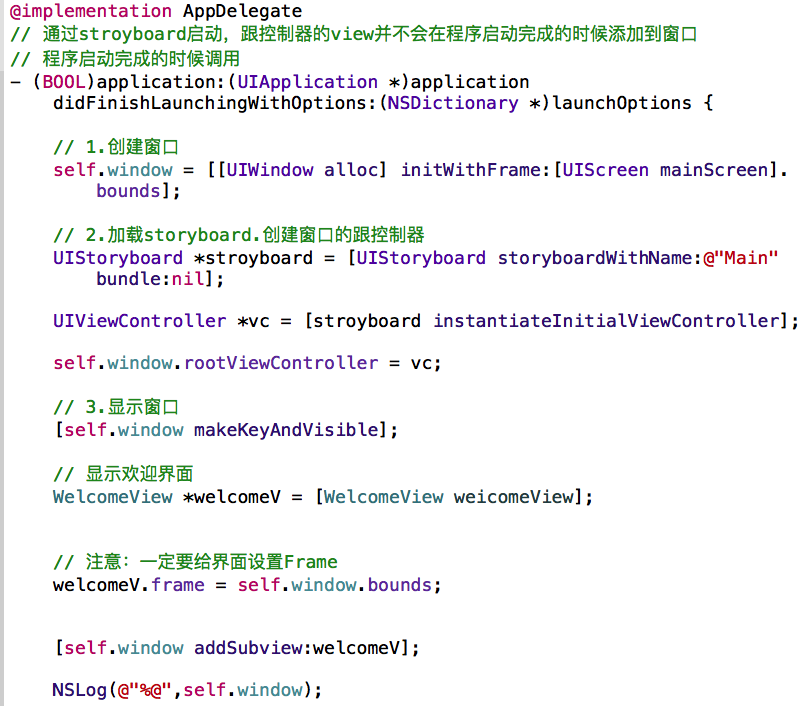 @implementation AppDelegate
// 通过stroyboard启动，跟控制器的view并不会在程序启动完成的时候添加到窗口
// 程序启动完成的时候调用
- (BOOL)application:(UIApplication *)application
    didFinishLaunchingWithOptions:(NSDictionary *)launchOptions {
    // 1.创建窗口
    self.window = [[UIWindow alloc] initWithFrame:[UIScreen mainScreen].
        bounds];
    // 2.加载storyboard.创建窗口的跟控制器
    UIStoryboard *stroyboard = [UIStoryboard storyboardWithName:@"Main"
        bundle:nil];
    UIViewController *vc = [stroyboard instantiateInitialViewController];
    self.window.rootViewController = vc;
    // 3.显示窗口
    [self.window makeKeyAndVisible];
    // 显示欢迎界面
    WelcomeView *welcomeV = [WelcomeView weicomeView];
    // 注意：一定要给界面设置Frame
    welcomeV.frame = self.window.bounds;
    [self.window addSubview:welcomeV];
    NSLog(@"%@",self.window);